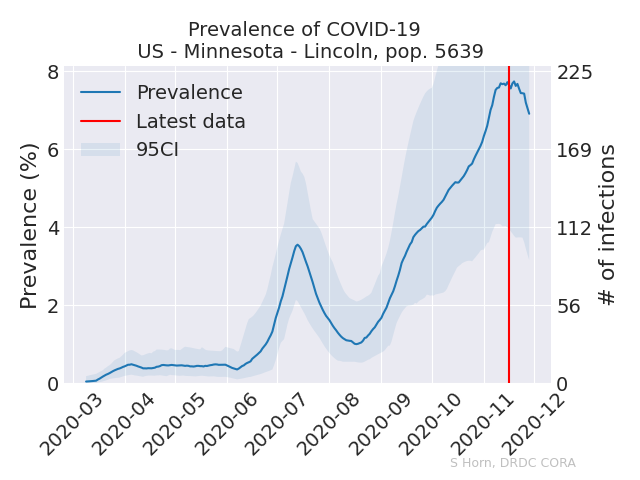 Prevalence of COVID-19
US - Minnesota - Lincoln, pop. 5639
Prevalence
Latest data
95CI
Prevalence (%)
# of infections
8
6
4
2
0
225
169
112
56
0
2020-03
2020-04
2020-05
2020-06
2020-07
2020-08
2020-09
2020-10
2020-11
2020-12
S Horn, DRDC CORA